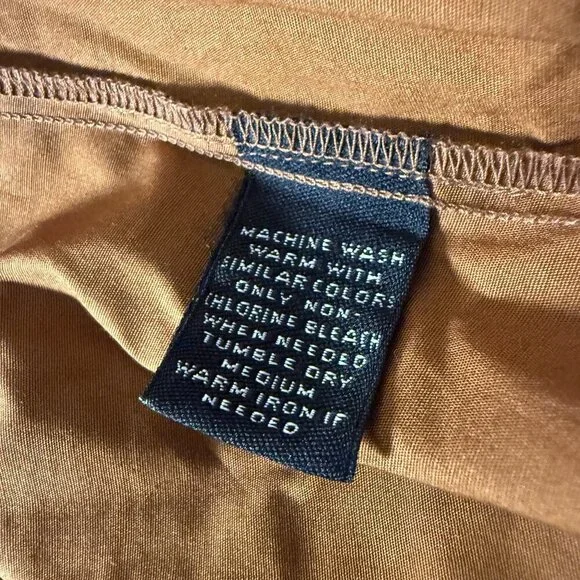 MACHINE WASH
WARM WITH
SIMILAR COLORS
ONLY NON-
CHLORINE BLEACH
WHEN NEEDED
TUMBLE DRY
MEDIUM
WARM IRON IF
NEEDED